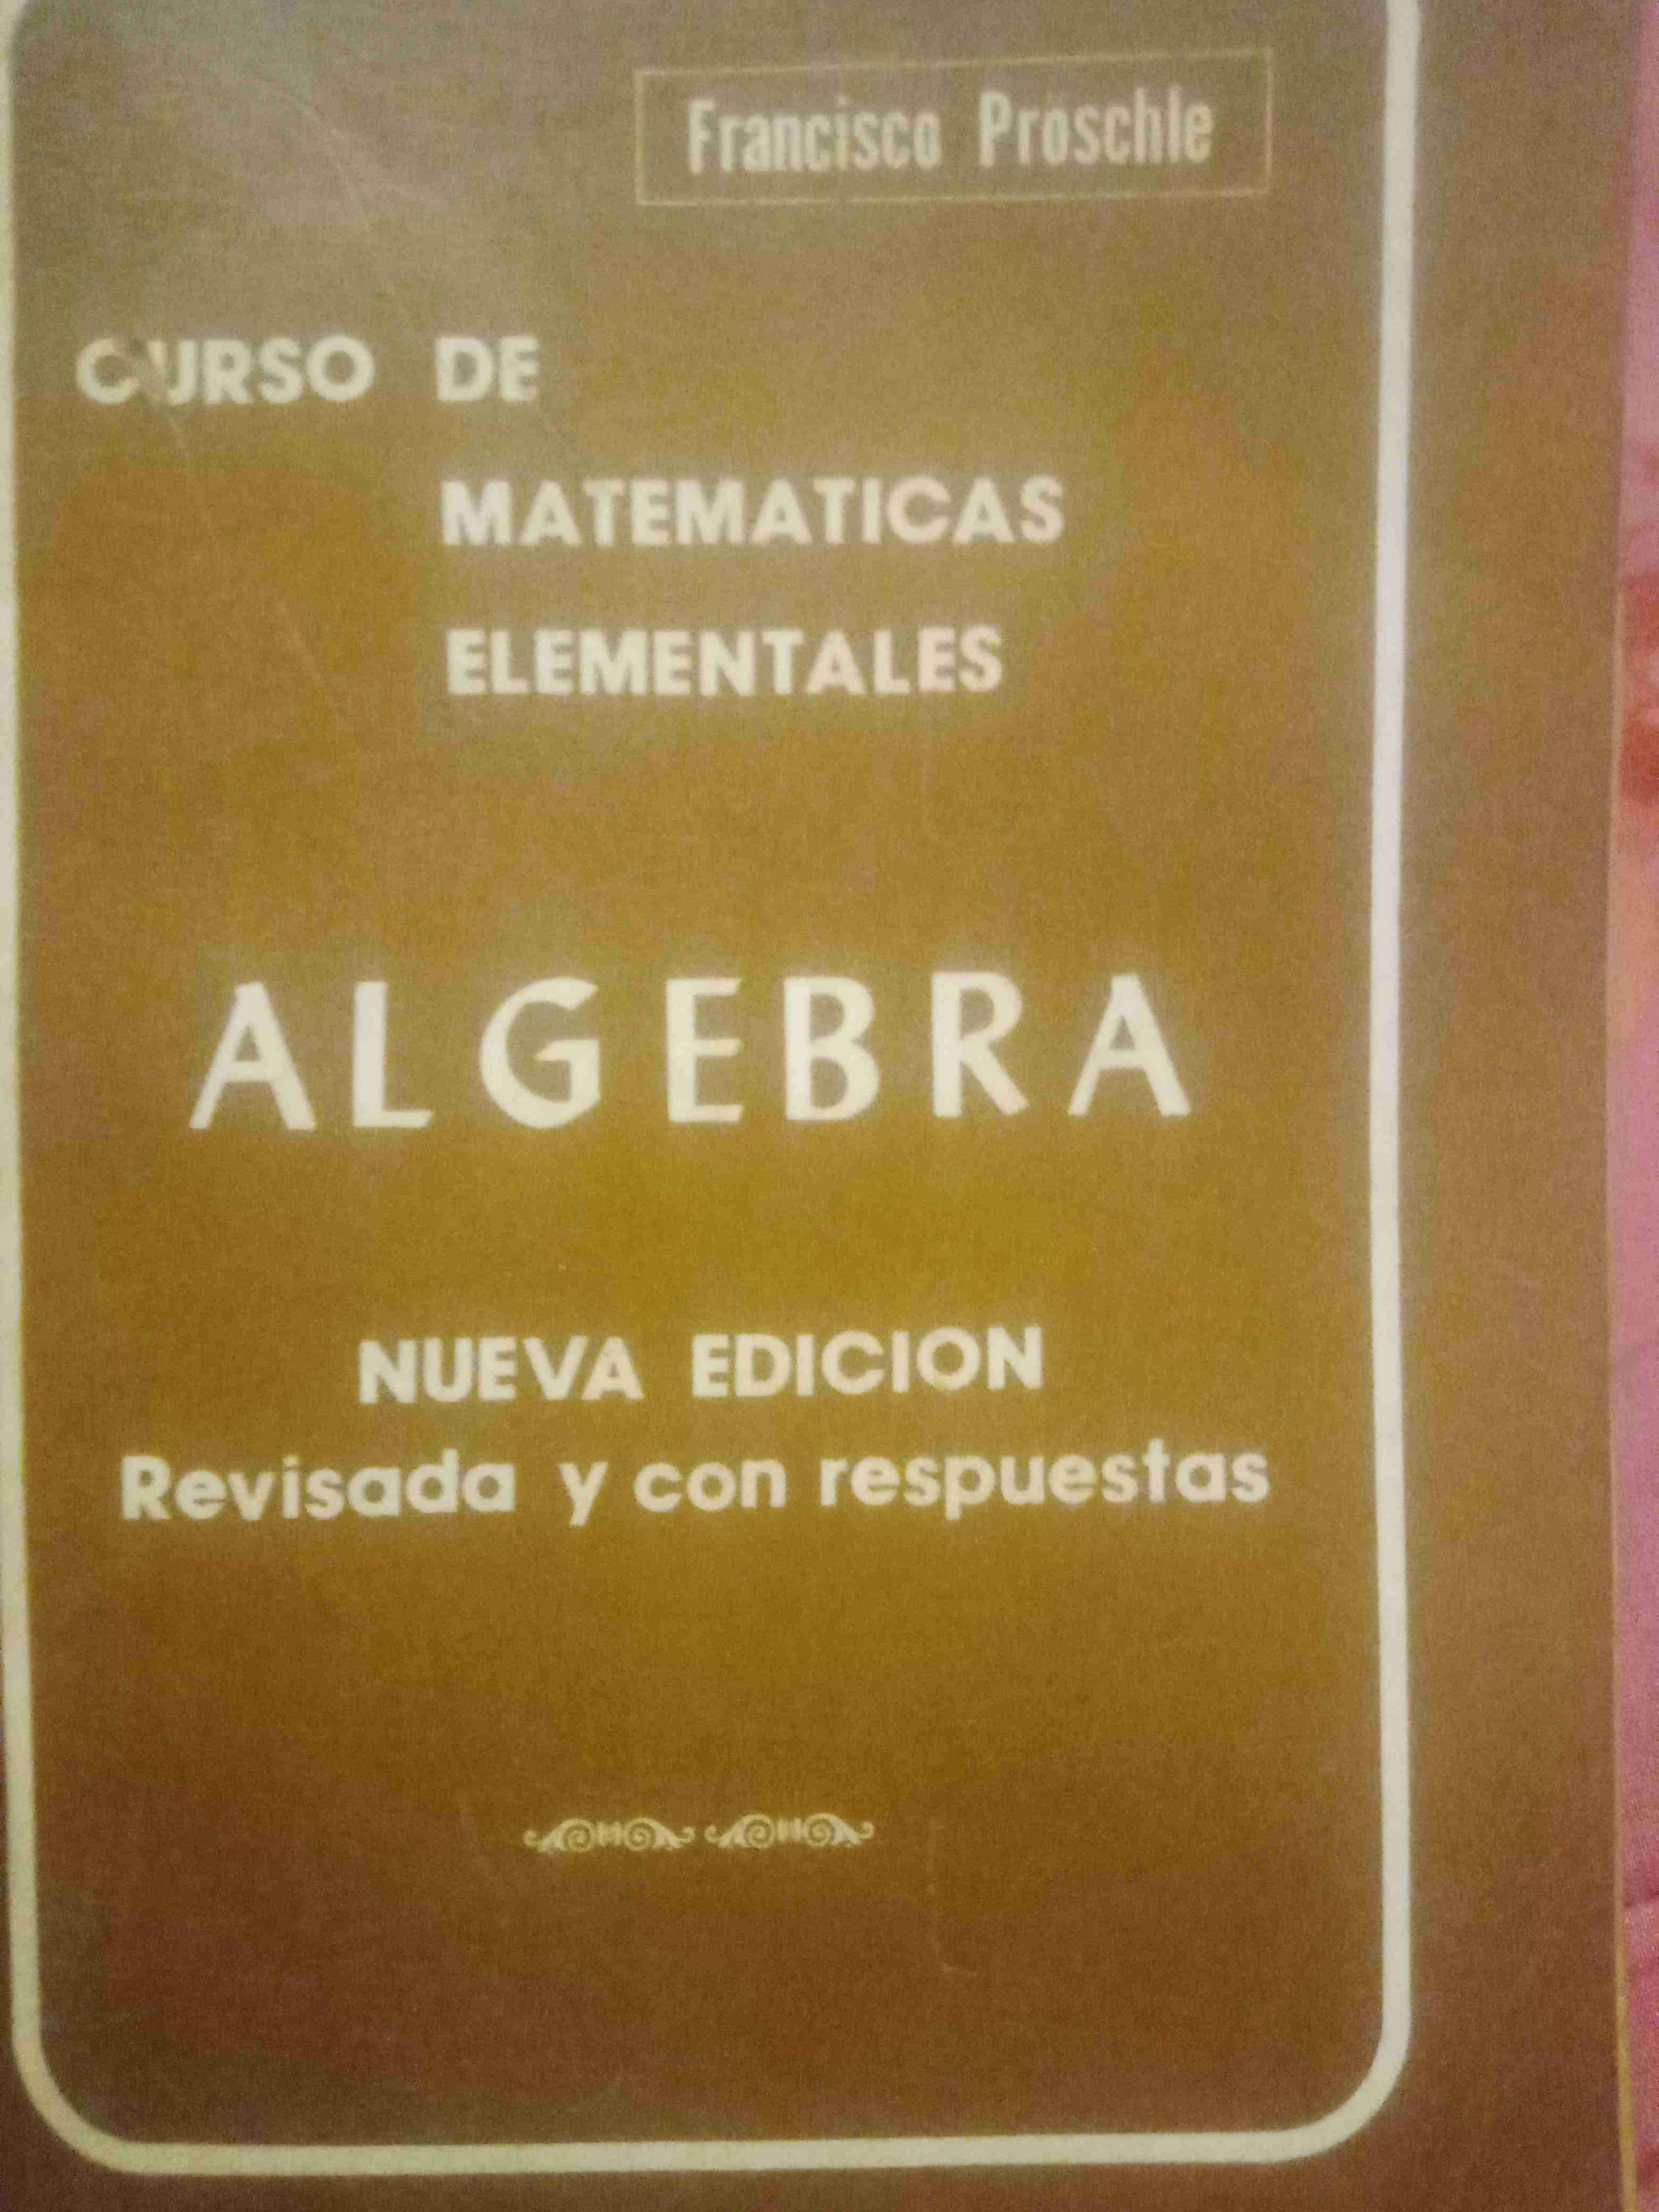 Francisco Proschle
CURSO DE
MATEMATICAS
ELEMENTALES
ALGEBRA
NUEVA EDICION
Revisada y con respuestas